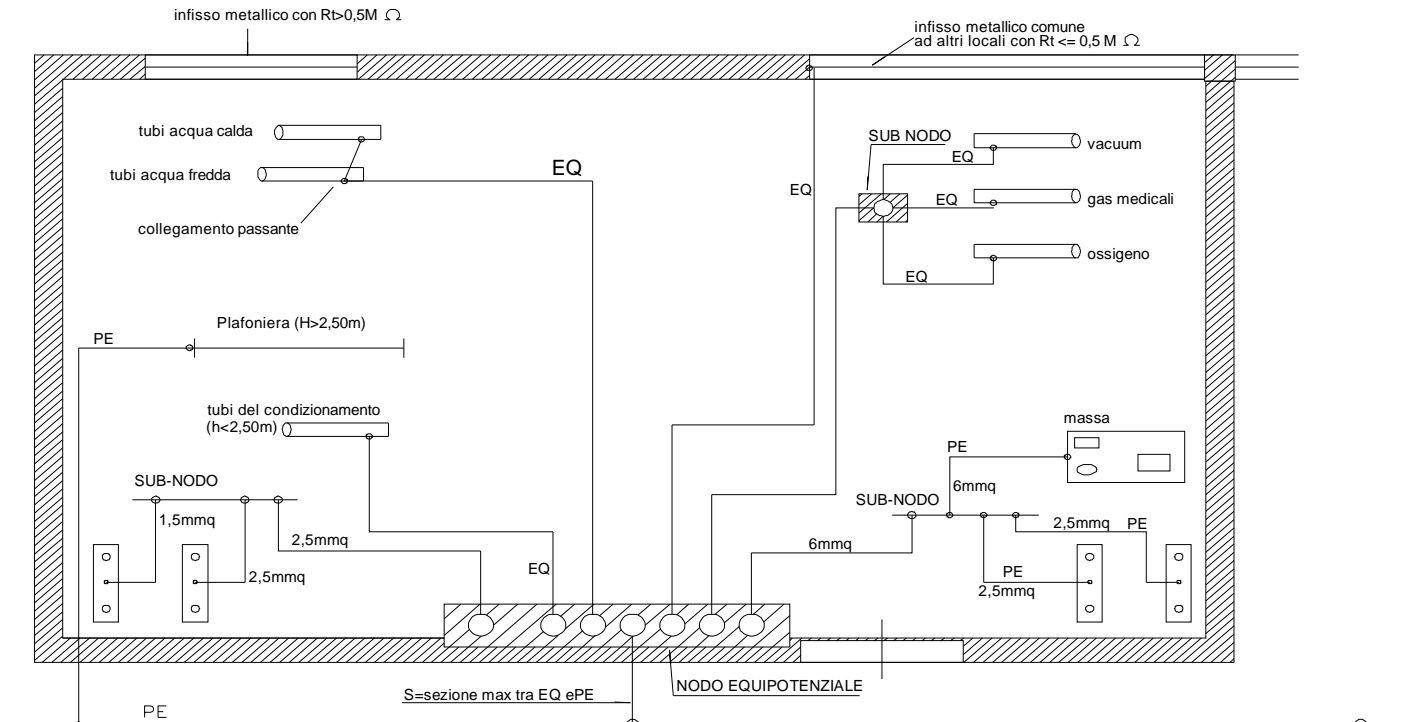 infisso metallico con Rt>0,5M Ω
infisso metallico comune
ad altri locali con Rt <= 0,5 M Ω
tubi acqua calda
SUB NODO
vacuum
EQ
EQ
tubi acqua fredda
EQ
EQ
gas medicali
collegamento passante
ossigeno
EQ
Plafoniera (H>2,50m)
PE
tubi del condizionamento
(h<2,50m)
massa
PE
SUB-NODO
6mmq
SUB-NODO
1,5mmq
2,5mmq
PE
2,5mmq
6mmq
EQ
2,5mmq
PE
2,5mmq
NODO EQUIPOTENZIALE
S=sezione max tra EQ ePE
PE